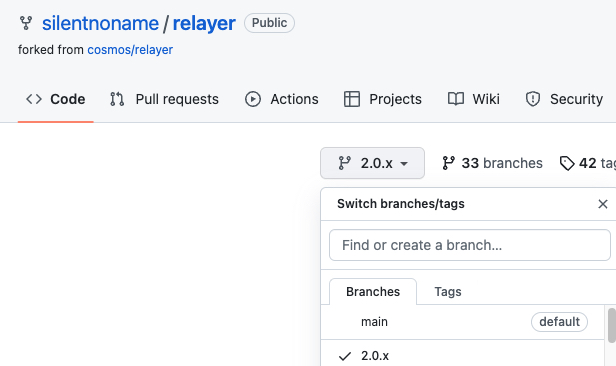 silentnoname / relayer Public
forked from cosmos/relayer
Code Pull requests Actions Projects Wiki Security
2.0.x 33 branches 42 tag
Switch branches/tags
Find or create a branch...
Branches Tags
main default
2.0.x